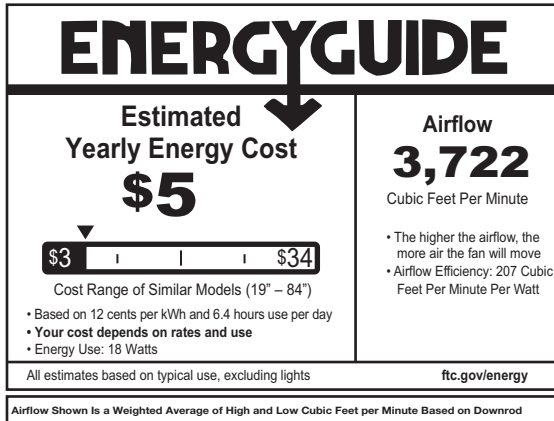 ENERGYGUIDE
Estimated
Yearly Energy Cost
$5
$3
$34
Cost Range of Similar Models (19” – 84”)
• Based on 12 cents per kWh and 6.4 hours use per day
• Your cost depends on rates and use
• Energy Use: 18 Watts
Airflow
3,722
Cubic Feet Per Minute
• The higher the airflow, the
more air the fan will move
• Airflow Efficiency: 207 Cubic
Feet Per Minute Per Watt
All estimates based on typical use, excluding lights
ftc.gov/energy
Airflow Shown Is a Weighted Average of High and Low Cubic Feet per Minute Based on Downrod